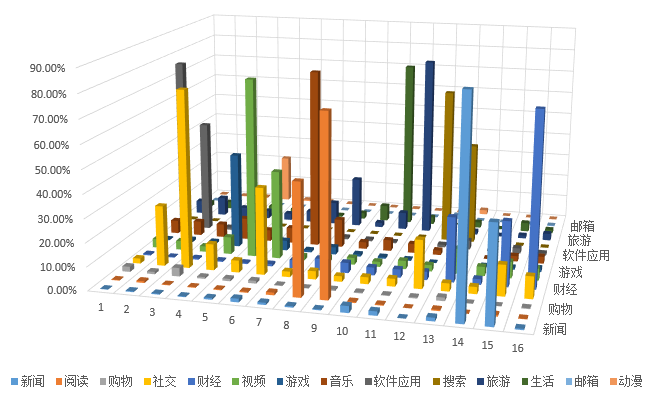 90.00%
80.00%
70.00%
60.00%
50.00%
40.00%
30.00%
20.00%
10.00%
0.00%
1 2 3 4 5 6 7 8 9 10 11 12 13 14 15 16
邮箱
旅游
软件应用
游戏
财经
购物
新闻
新闻 阅读 购物 社交 财经 视频 游戏 音乐 软件应用 搜索 旅游 生活 邮箱 动漫